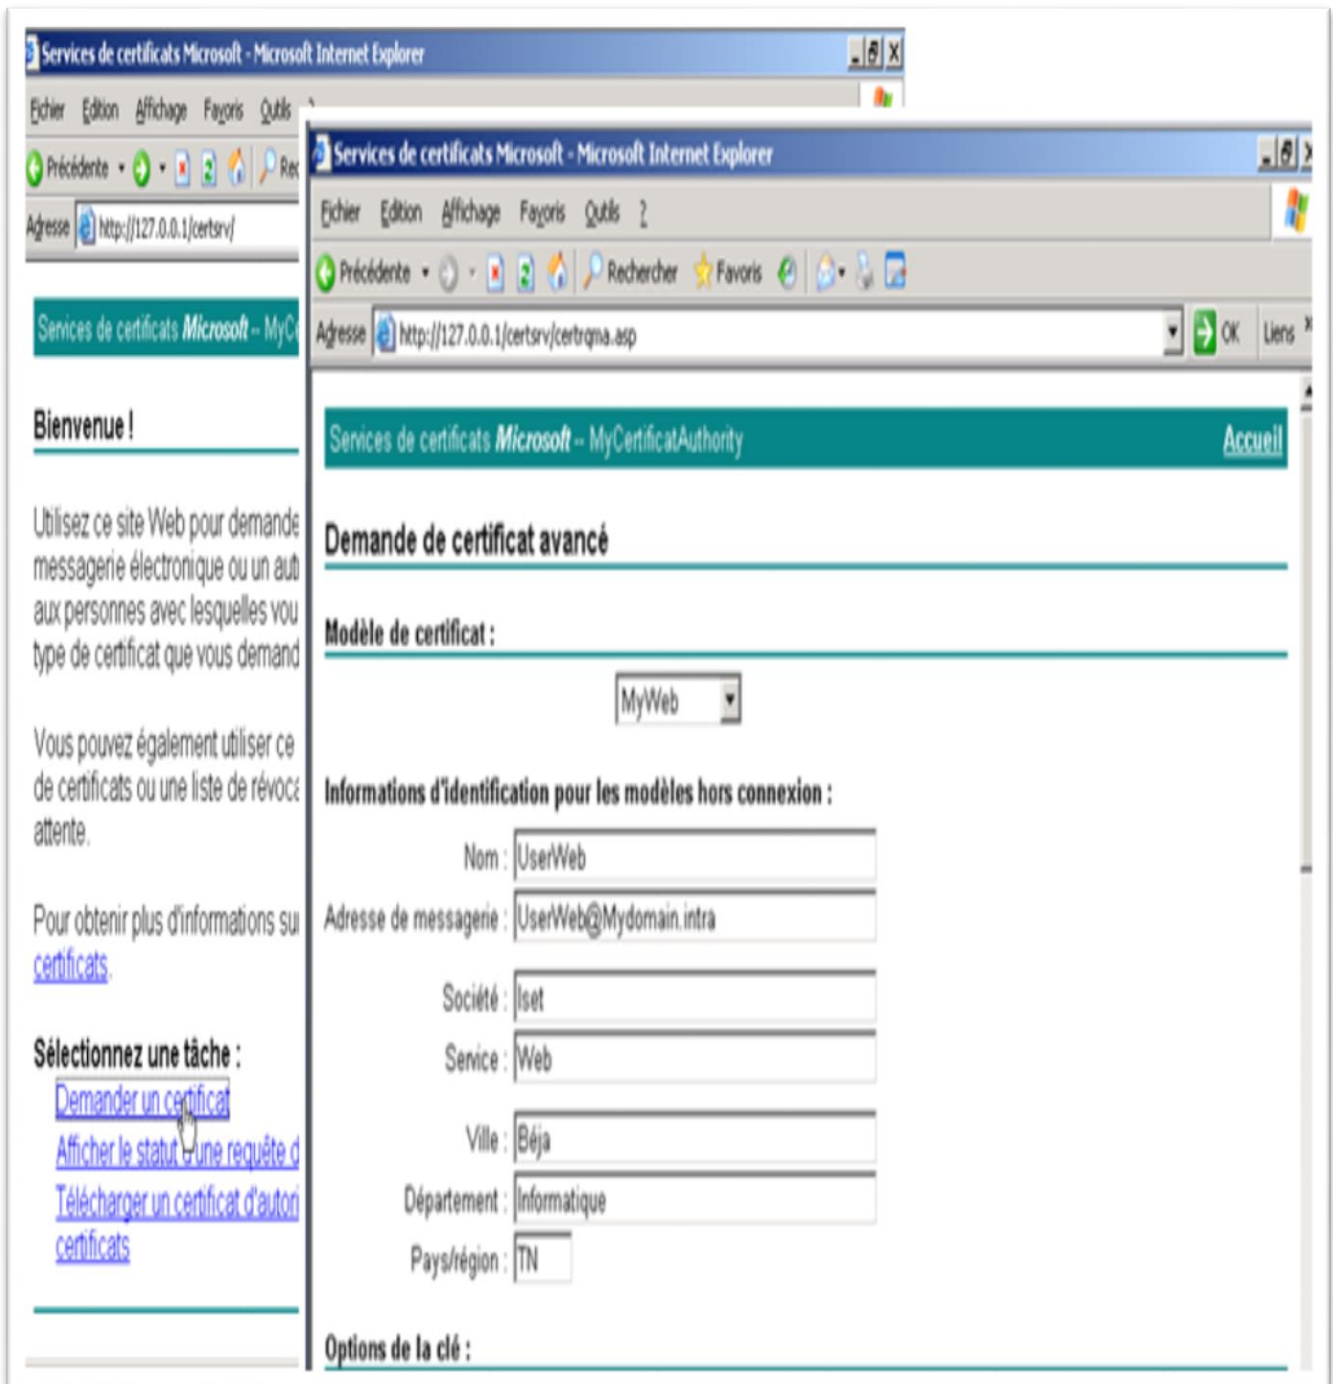 Services de certificats Microsoft - Microsoft Internet Explorer
Fichier Edition Affichage Favoris Outils ?
Précédente
Adresse http://127.0.0.1/certsrv/
Services de certificats Microsoft --
Bienvenue !
Utilisez ce site Web pour demande
messagerie électronique ou un
aux personnes avec lesquelles vou
type de certificat que vous demand
Vous pouvez également utiliser ce
de certificats ou une liste de
attente.
Pour obtenir plus d'informations su
certificats.
Sélectionnez une tâche :
Demander un certificat
Afficher le statut d'une requête d
Télécharger un certificat d'autori
certificats
Services de certificats Microsoft - Microsoft Internet Explorer
Fichier Edition Affichage Favoris Outils ?
Précédente Rechercher Favoris
Adresse http://127.0.0.1/certsrv/certrqma.asp OK Liens
Services de certificats Microsoft -- MyCertificatAuthority Accueil
Demande de certificat avancé
Modèle de certificat :
MyWeb
Informations d'identification pour les modèles hors connexion :
Nom : UserWeb
Adresse de messagerie : UserWeb@Mydomain.intra
Société : Iset
Service : Web
Ville : Béja
Département : Informatique
Pays/région : TN
Options de la clé :